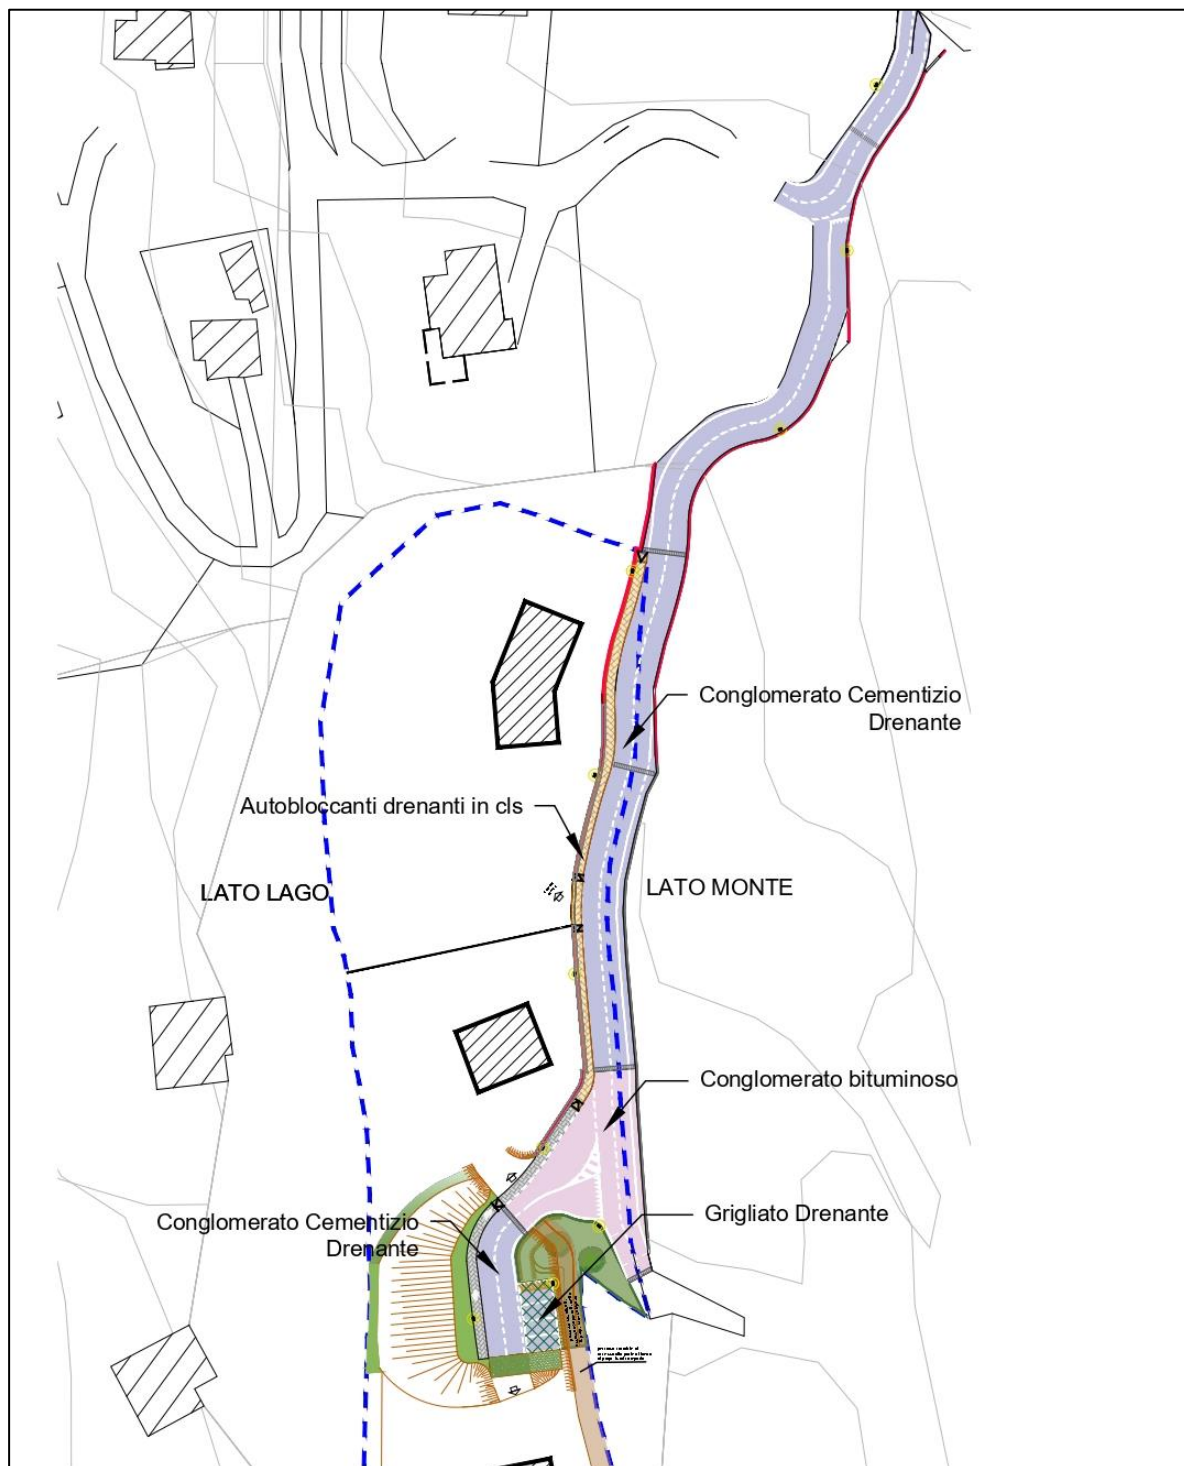 Conglomerato Cementizio
Drenante
Autobloccanti drenanti in cls
LATO LAGO
LATO MONTE
Conglomerato bituminoso
Conglomerato Cementizio
Drenante
Grigliato Drenante